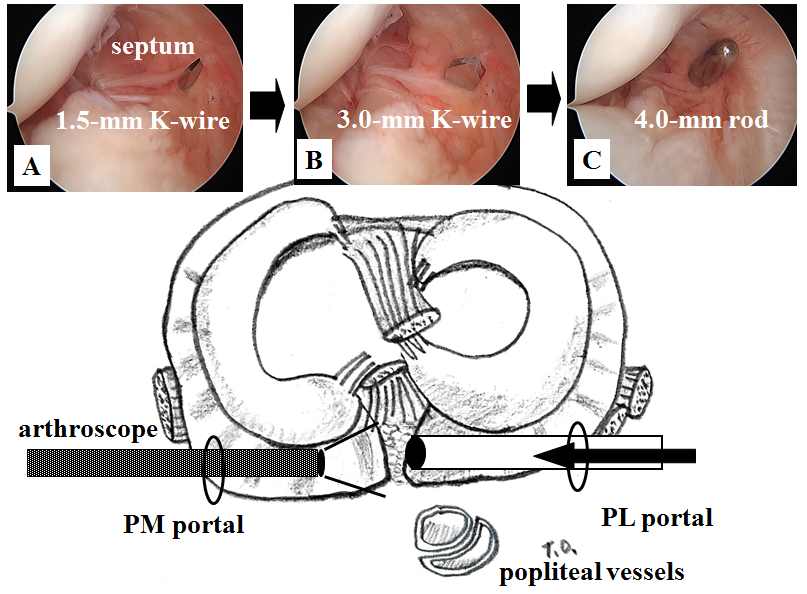 septum
1.5-mm K-wire
A
3.0-mm K-wire
B
4.0-mm rod
C
arthroscope
PM portal
PL portal
T.O.
popliteal vessels